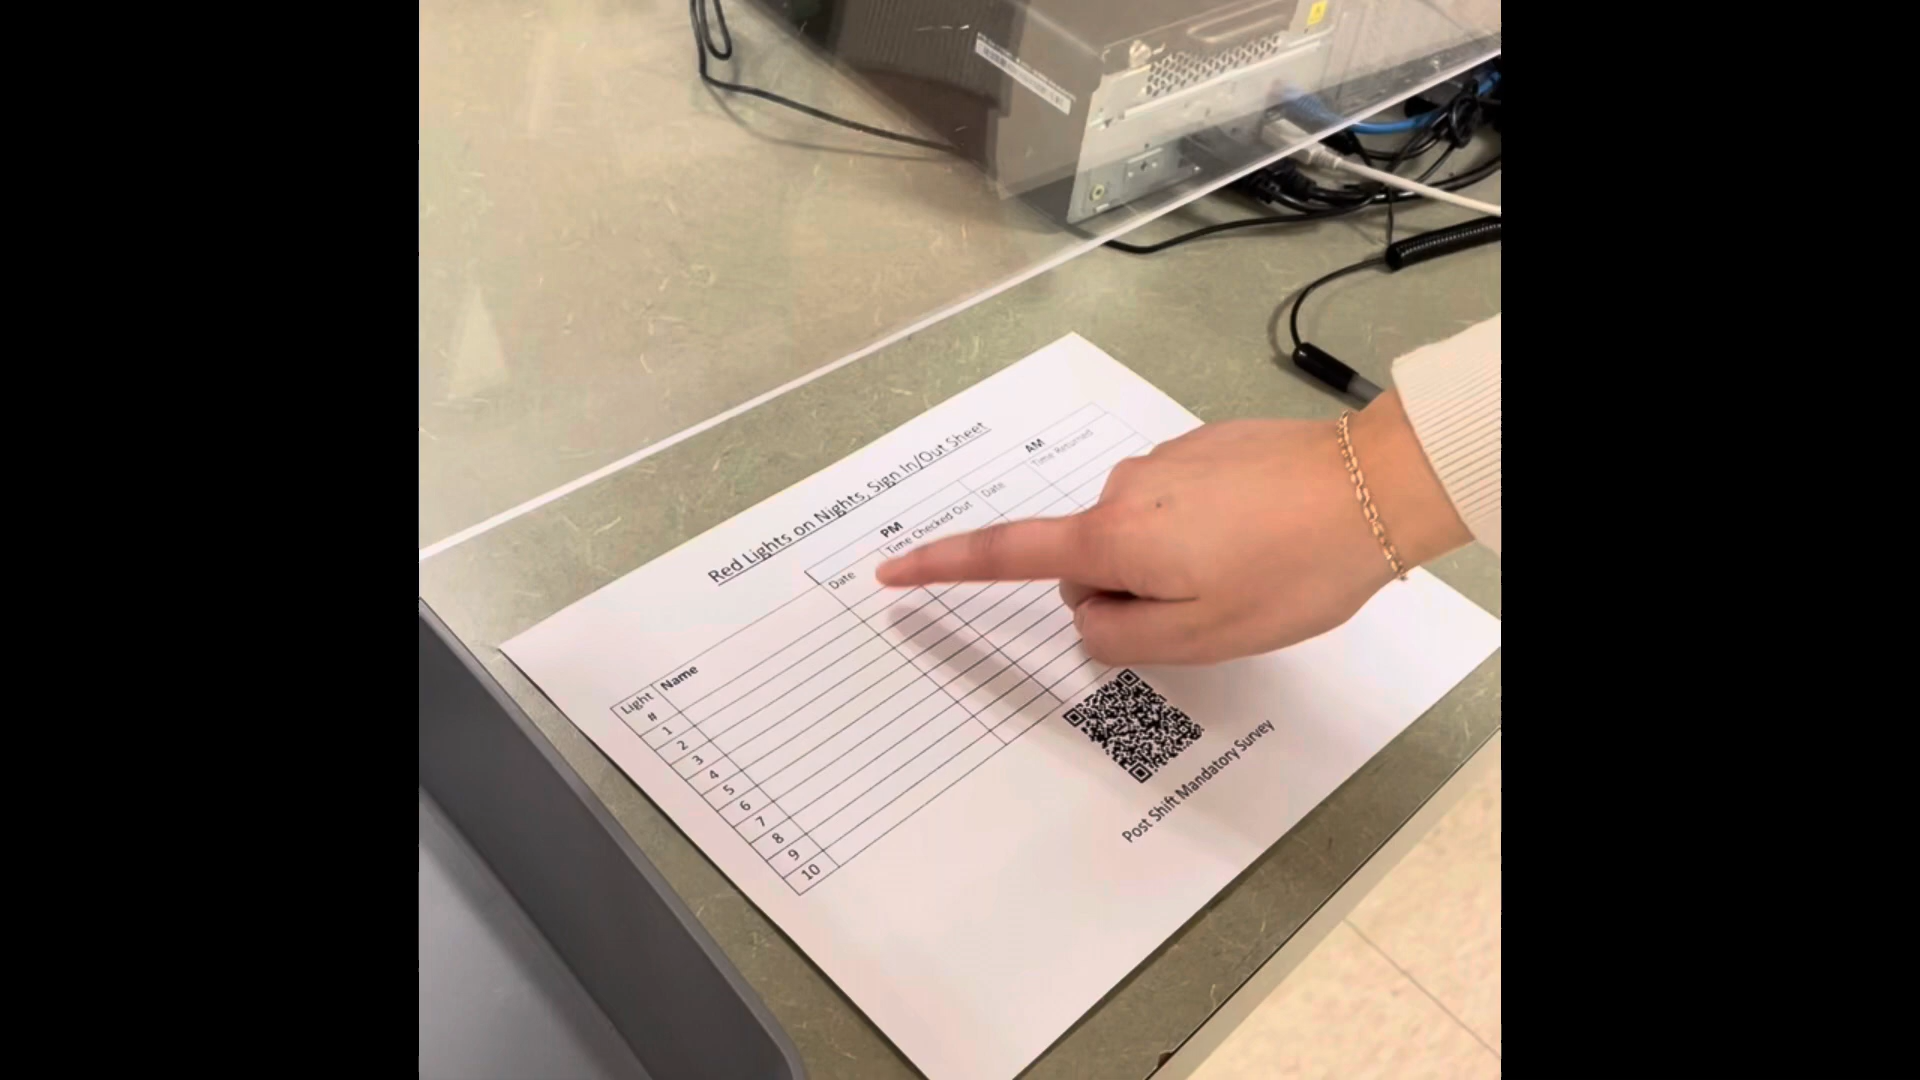 Red Lights on Nights, Sign In/Out Sheet
PM AM
Light # Name Date Time Checked Out Date Time Returned
1
2
3
4
5
6
7
8
9
10
Post Shift Mandatory Survey